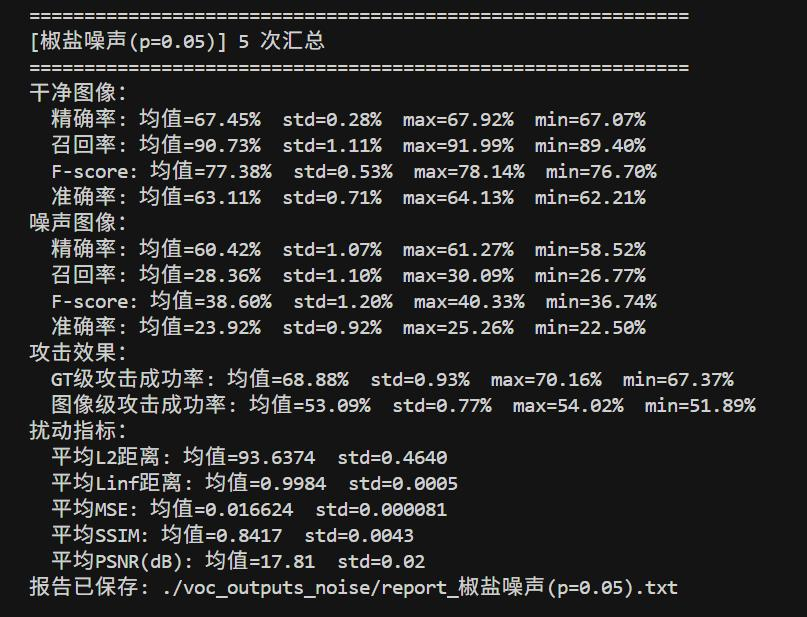 ============================================================
[椒盐噪声(p=0.05)] 5 次汇总
============================================================
干净图像:
  精确率: 均值=67.45%  std=0.28%  max=67.92%  min=67.07%
  召回率: 均值=90.73%  std=1.11%  max=91.99%  min=89.40%
  F-score: 均值=77.38%  std=0.53%  max=78.14%  min=76.70%
  准确率: 均值=63.11%  std=0.71%  max=64.13%  min=62.21%
噪声图像:
  精确率: 均值=60.42%  std=1.07%  max=61.27%  min=58.52%
  召回率: 均值=28.36%  std=1.10%  max=30.09%  min=26.77%
  F-score: 均值=38.60%  std=1.20%  max=40.33%  min=36.74%
  准确率: 均值=23.92%  std=0.92%  max=25.26%  min=22.50%
攻击效果:
  GT级攻击成功率: 均值=68.88%  std=0.93%  max=70.16%  min=67.37%
  图像级攻击成功率: 均值=53.09%  std=0.77%  max=54.02%  min=51.89%
扰动指标:
  平均L2距离: 均值=93.6374  std=0.4640
  平均Linf距离: 均值=0.9984  std=0.0005
  平均MSE: 均值=0.016624  std=0.000081
  平均SSIM: 均值=0.8417  std=0.0043
  平均PSNR(dB): 均值=17.81  std=0.02
报告已保存: ./voc_outputs_noise/report_椒盐噪声(p=0.05).txt